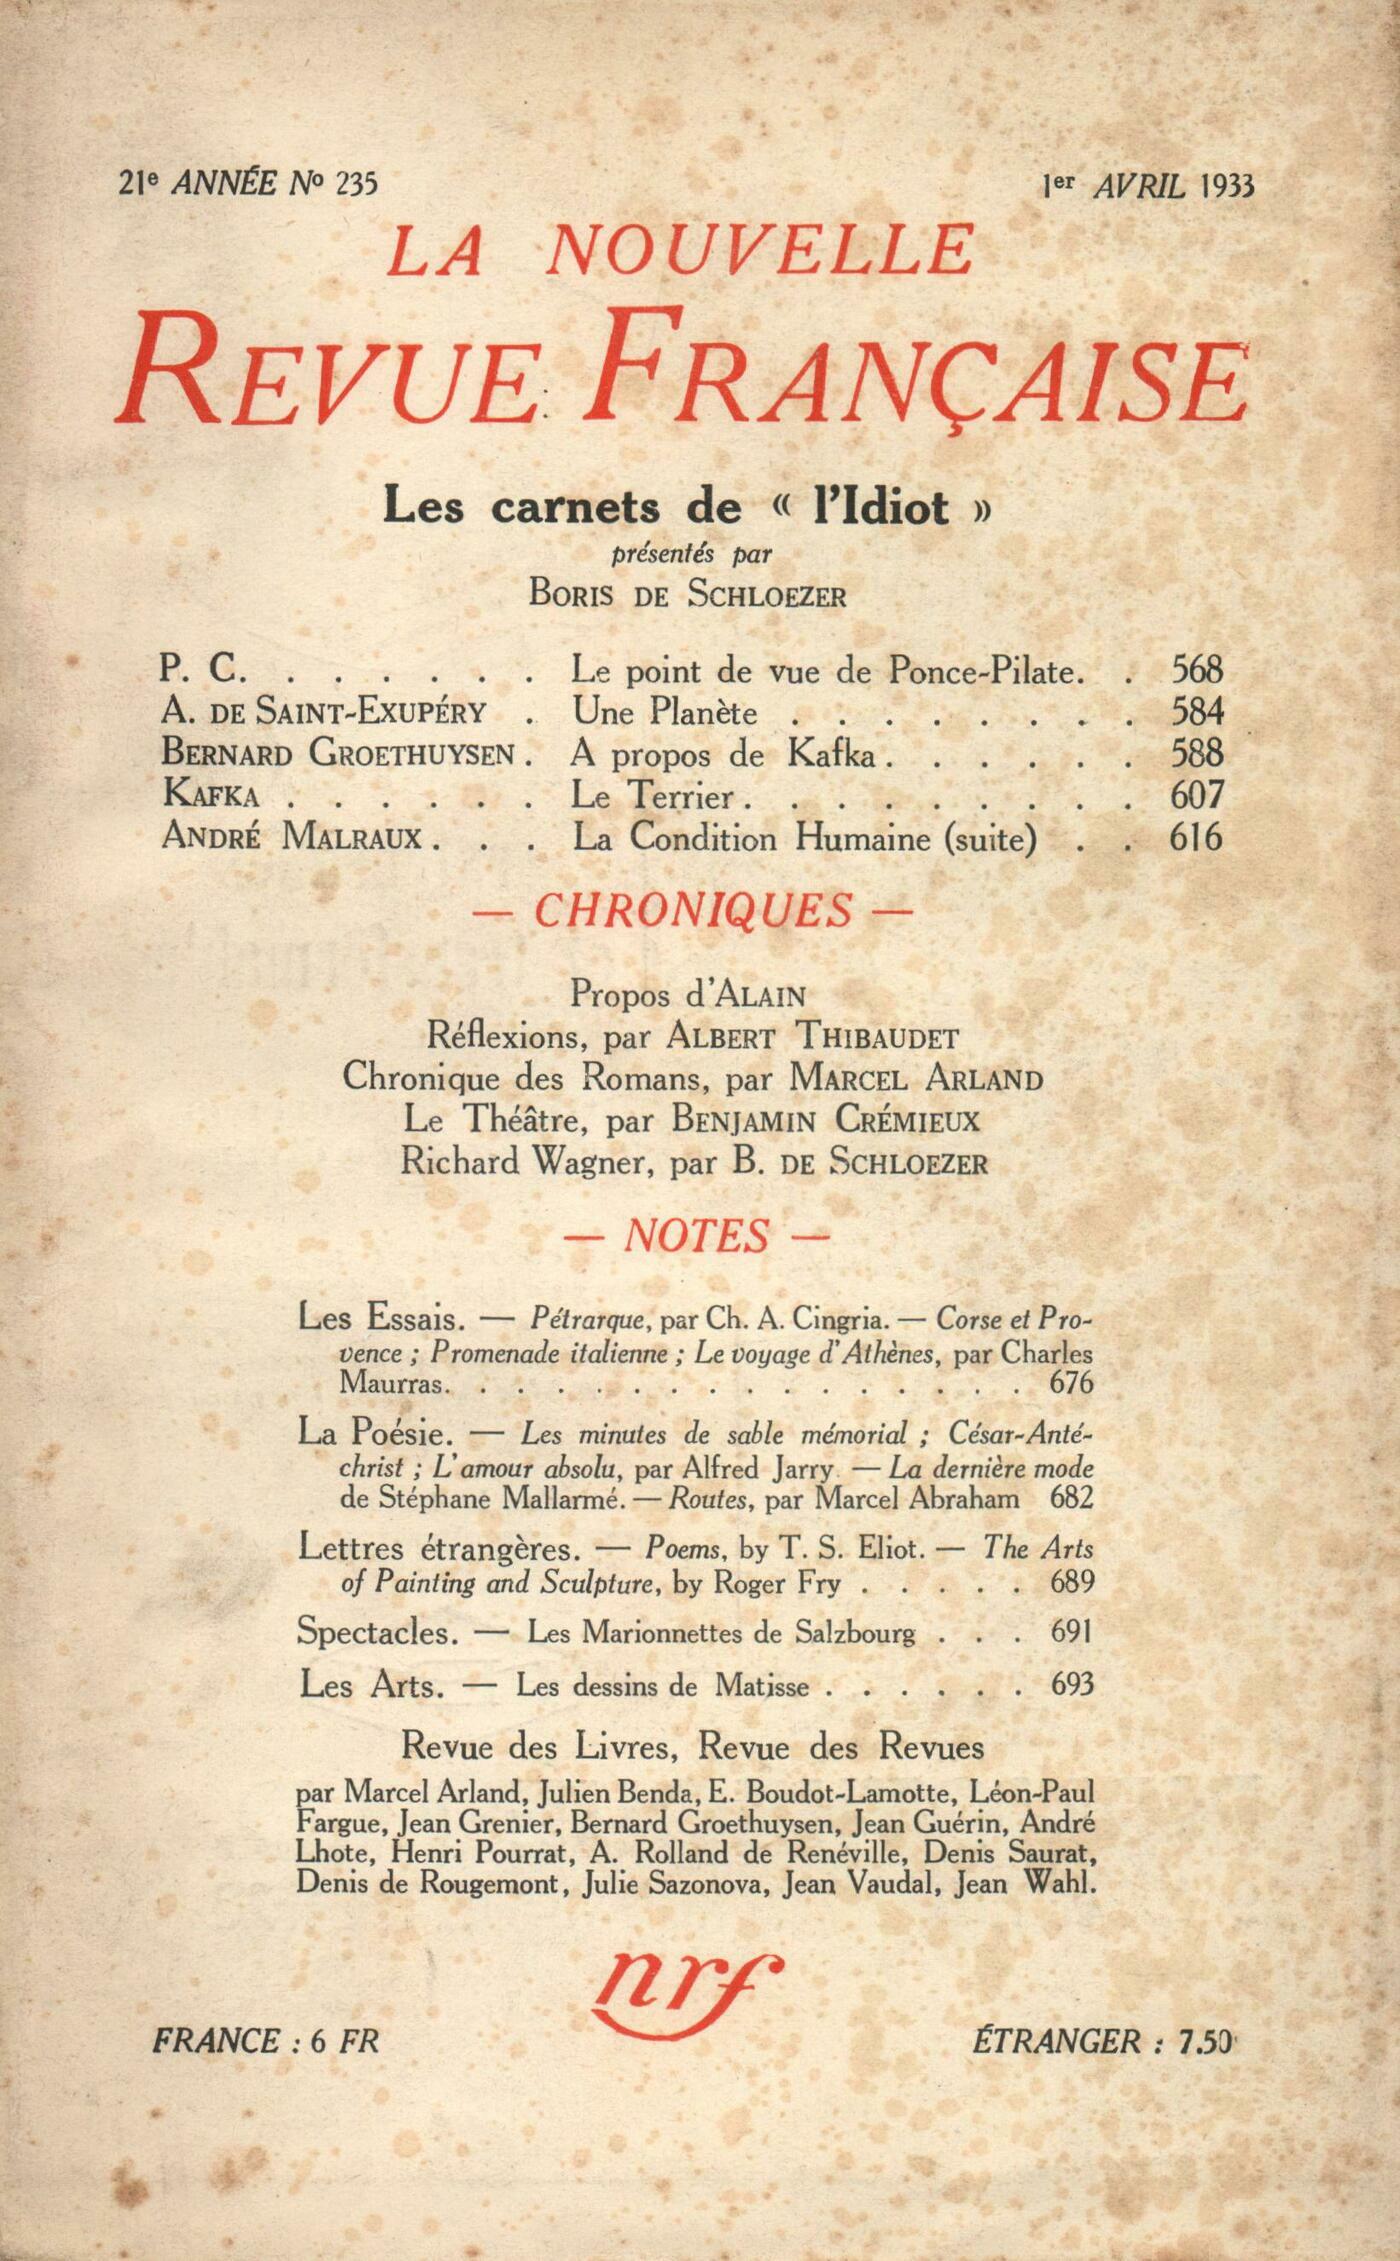 21e ANNÉE No 235
1er AVRIL 1933
LA NOUVELLE
REVUE FRANÇAISE
Les carnets de « l'Idiot »
présentés par
BORIS DE SCHLOEZER
P. C. . . . . . . . Le point de vue de Ponce-Pilate. . 568
A. DE SAINT-EXUPÉRY . Une Planète . . . . . . . . 584
BERNARD GROETHUYSEN . A propos de Kafka . . . . . . 588
KAFKA . . . . . . Le Terrier . . . . . . . . . 607
ANDRÉ MALRAUX . . . La Condition Humaine (suite) . . 616
— CHRONIQUES —
Propos d'ALAIN
Réflexions, par ALBERT THIBAUDET
Chronique des Romans, par MARCEL ARLAND
Le Théâtre, par BENJAMIN CRÉMIEUX
Richard Wagner, par B. DE SCHLOEZER
— NOTES —
Les Essais. — Pétrarque, par Ch. A. Cingria. — Corse et Pro-
vence ; Promenade italienne ; Le voyage d'Athènes, par Charles
Maurras. . . . . . . . . . . . . . . . 676
La Poésie. — Les minutes de sable mémorial ; César-Anté-
christ ; L'amour absolu, par Alfred Jarry. — La dernière mode
de Stéphane Mallarmé. — Routes, par Marcel Abraham 682
Lettres étrangères. — Poems, by T. S. Eliot. — The Arts
of Painting and Sculpture, by Roger Fry . . . . . 689
Spectacles. — Les Marionnettes de Salzbourg . . . 691
Les Arts. — Les dessins de Matisse . . . . . . 693
Revue des Livres, Revue des Revues
par Marcel Arland, Julien Benda, E. Boudot-Lamotte, Léon-Paul
Fargue, Jean Grenier, Bernard Groethuysen, Jean Guérin, André
Lhote, Henri Pourrat, A. Rolland de Renéville, Denis Saurat,
Denis de Rougemont, Julie Sazonova, Jean Vaudal, Jean Wahl.
nrf
FRANCE : 6 FR
ÉTRANGER : 7.50